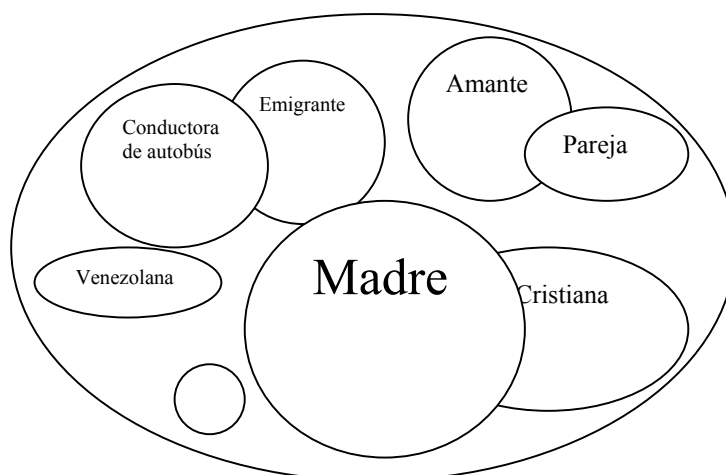 Amante
Emigrante
Conductora
de autobús
Pareja
Madre
Venezolana
Cristiana